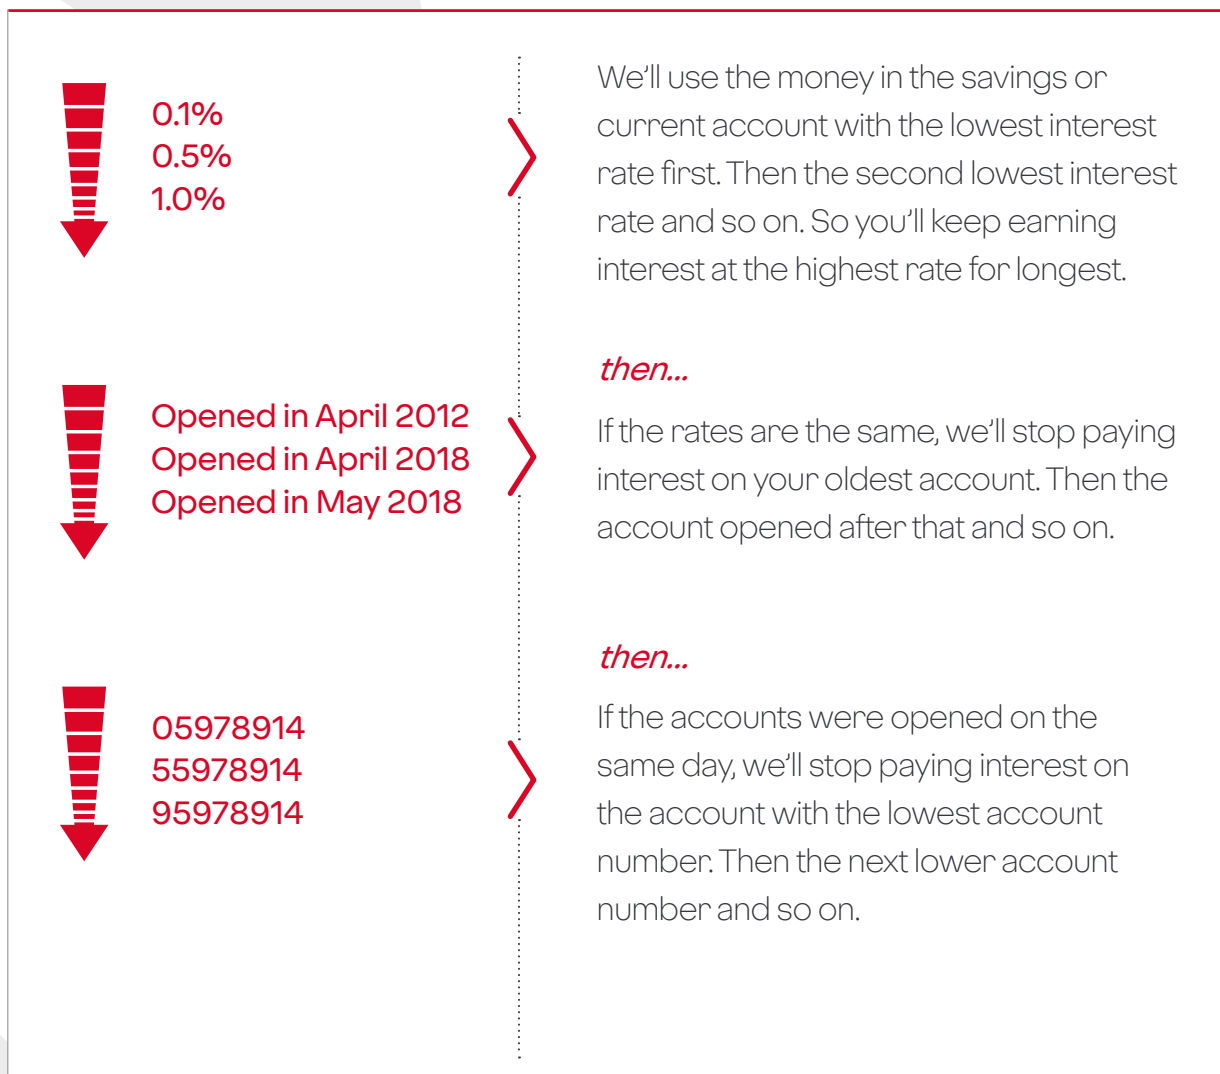 0.1%
0.5%
1.0%
We'll use the money in the savings or
current account with the lowest interest
rate first. Then the second lowest interest
rate and so on. So you'll keep earning
interest at the highest rate for longest.
then...
Opened in April 2012
Opened in April 2018
Opened in May 2018
If the rates are the same, we'll stop paying
interest on your oldest account. Then the
account opened after that and so on.
then...
05978914
55978914
95978914
If the accounts were opened on the
same day, we'll stop paying interest on
the account with the lowest account
number. Then the next lower account
number and so on.